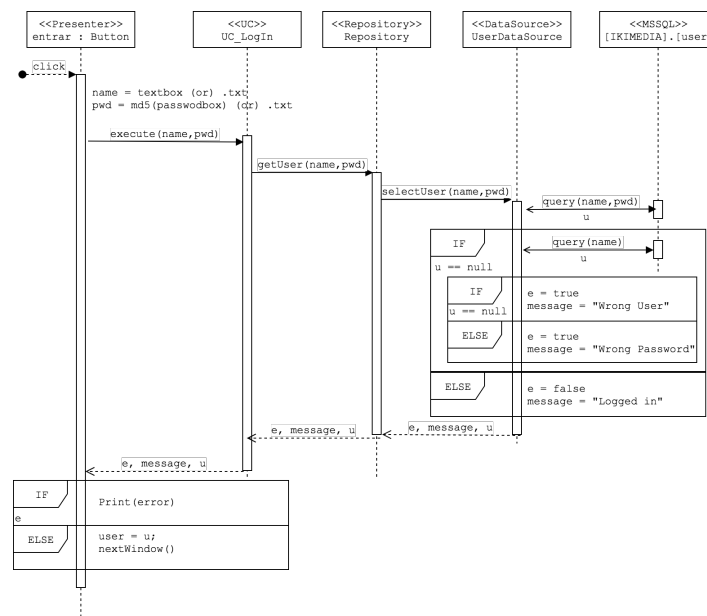 <<Presenter>>
entrar : Button
<<UC>>
UC_LogIn
<<Repository>>
Repository
<<DataSource>>
UserDataSource
<<MSSQL>>
[IKIMEDIA].[user
click
name = textbox (or) .txt
pwd = md5(passwodbox) (or) .txt
execute(name,pwd)
getUser(name,pwd)
selectUser(name,pwd)
query(name,pwd)
u
IF
query(name)
u
u == null
IF
e = true
u == null
message = "Wrong User"
ELSE
e = true
message = "Wrong Password"
ELSE
e = false
message = "Logged in"
e, message, u
e, message, u
e, message, u
IF
Print(error)
e
ELSE
user = u;
nextWindow()